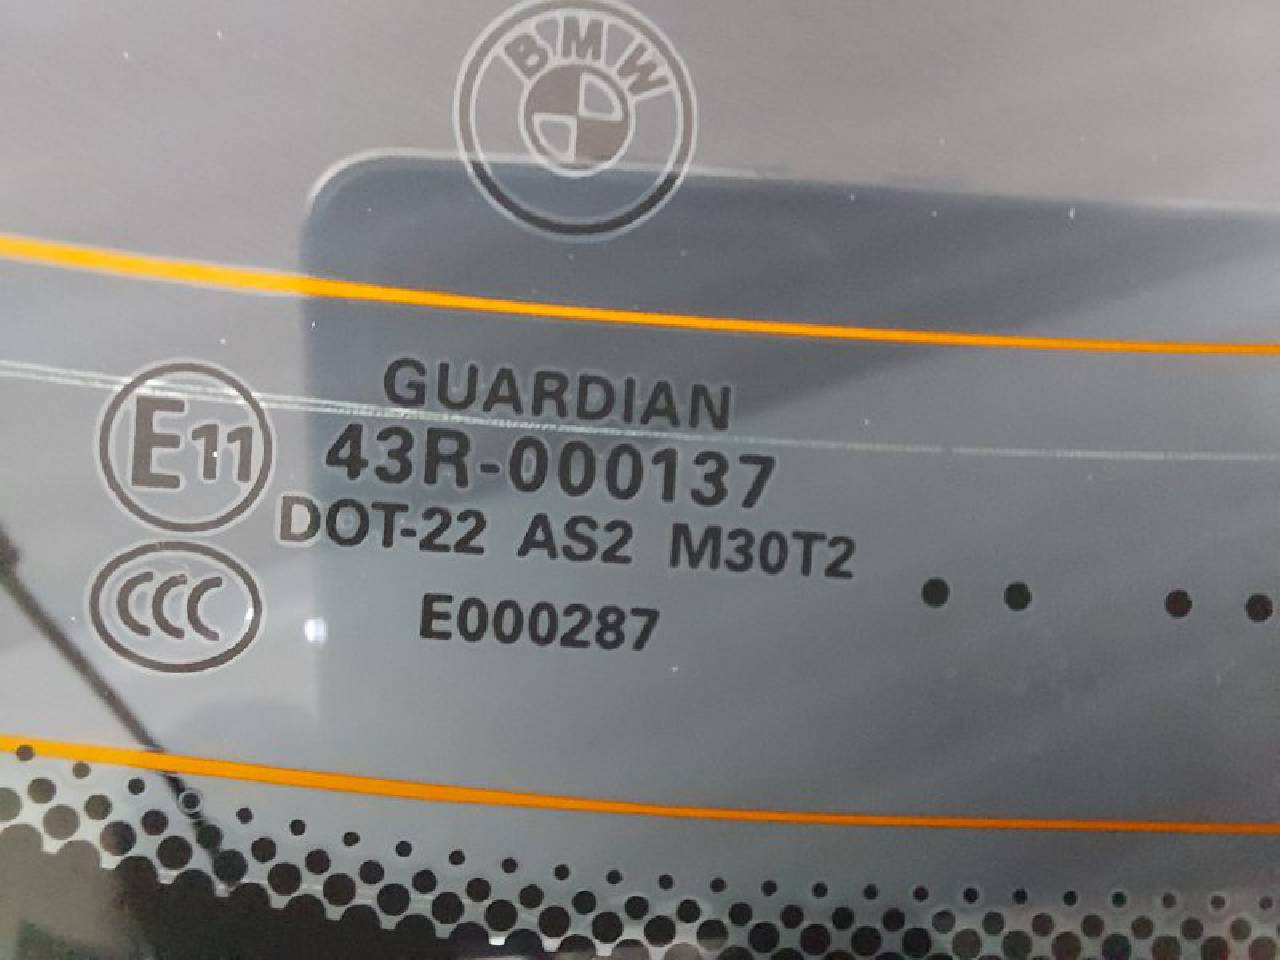 BMW
GUARDIAN
E11
43R-000137
DOT-22 AS2 M30T2
CCC
E000287